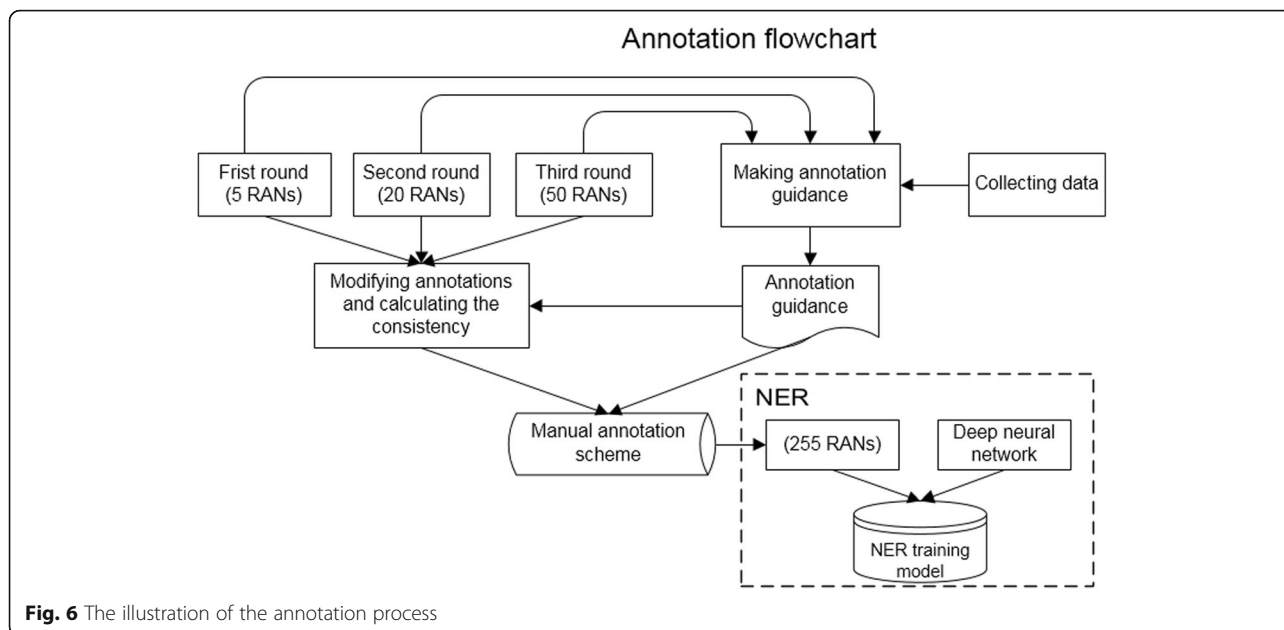 Annotation flowchart
Frist round
(5 RANs)
Second round
(20 RANs)
Third round
(50 RANs)
Making annotation
guidance
Collecting data
Modifying annotations
and calculating the
consistency
Annotation
guidance
Manual annotation
scheme
NER
(255 RANs)
Deep neural
network
NER training
model
Fig. 6 The illustration of the annotation process